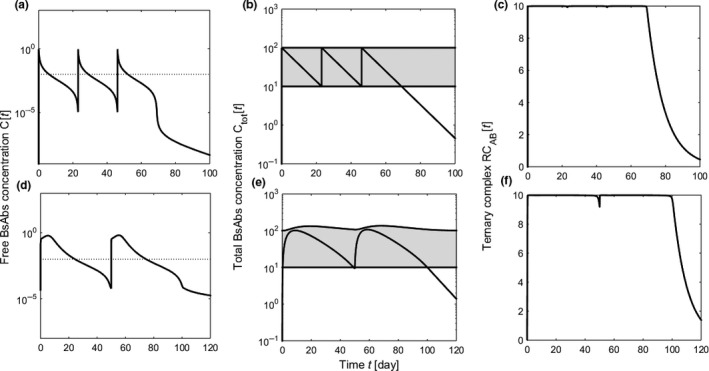 (a)
(b)
(c)
10⁰
10⁻⁵
0 20 40 60 80 100
10³
10²
10¹
10⁰
10⁻¹
0 20 40 60 80 100
10
8
6
4
2
0
0 20 40 60 80 100
Free BsAbs concentration C[t]
Total BsAbs concentration C_tot[t]
Ternary complex RC_AB[t]
(d)
(e)
(f)
10⁰
10⁻⁵
0 20 40 60 80 100 120
10³
10²
10¹
10⁰
10⁻¹
0 20 40 60 80 100 120
10
8
6
4
2
0
0 20 40 60 80 100 120
Time t [day]